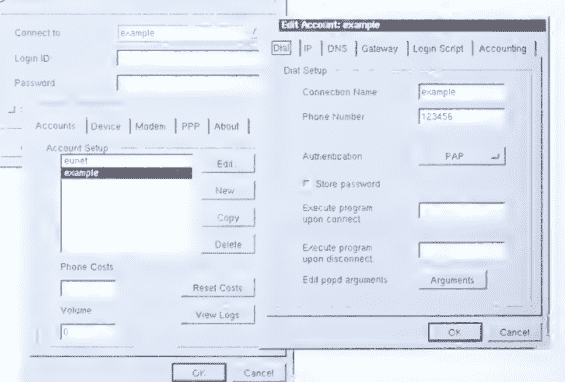 Connect to
example
Login ID:
Password
Accounts
Device
Modem
PPP
About
Account Setup
eunet
example
Edit...
New
Copy
Delete
Phone Costs
Reset Costs
Volume
0
View Logs
OK
Cancel
Edit Account: example
Dial
IP
DNS
Gateway
Login Script
Accounting
Dial Setup
Connection Name
example
Phone Number
123456
Authentication
PAP
Store password
Execute program
upon connect
Execute program
upon disconnect
Edit pppd arguments
Arguments
OK
Cancel